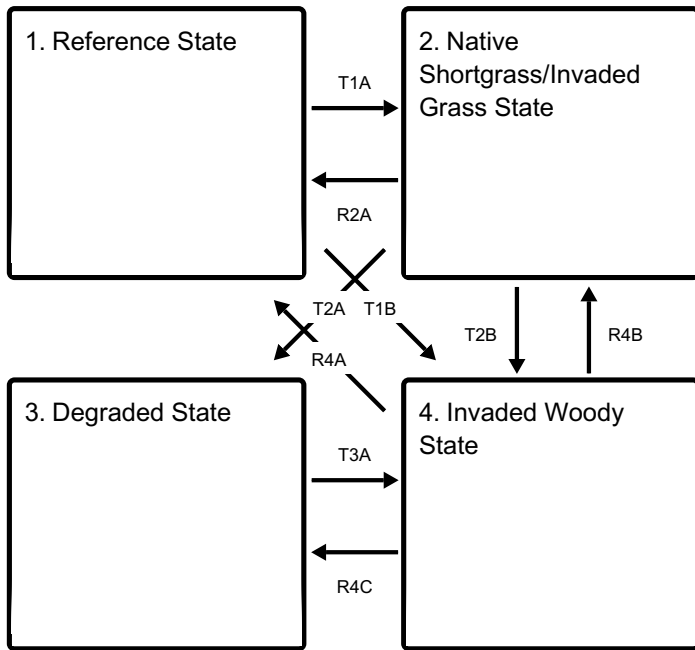 1. Reference State
2. Native
Shortgrass/Invaded
Grass State
T1A
R2A
T2A
T1B
R4A
T2B
R4B
3. Degraded State
4. Invaded Woody
State
T3A
R4C